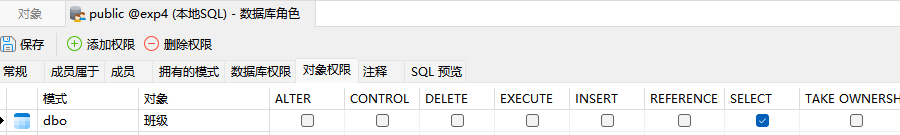 对象 public @exp4 (本地SQL) - 数据库角色
保存 添加权限 删除权限
常规 成员属于 成员 拥有的模式 数据库权限 对象权限 注释 SQL 预览
模式 对象 ALTER CONTROL DELETE EXECUTE INSERT REFERENCE SELECT TAKE OWNERSH
dbo 班级